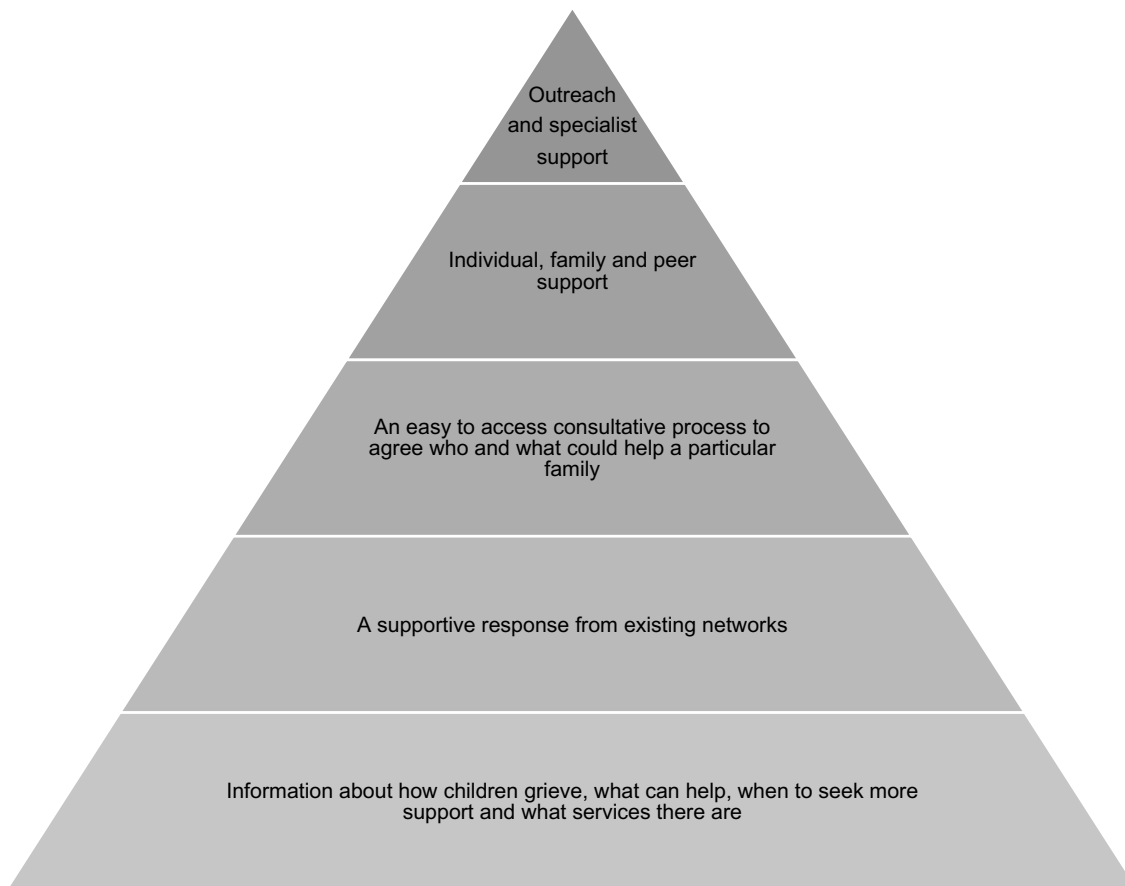 Outreach
and specialist
support
Individual, family and peer
support
An easy to access consultative process to
agree who and what could help a particular
family
A supportive response from existing networks
Information about how children grieve, what can help, when to seek more
support and what services there are